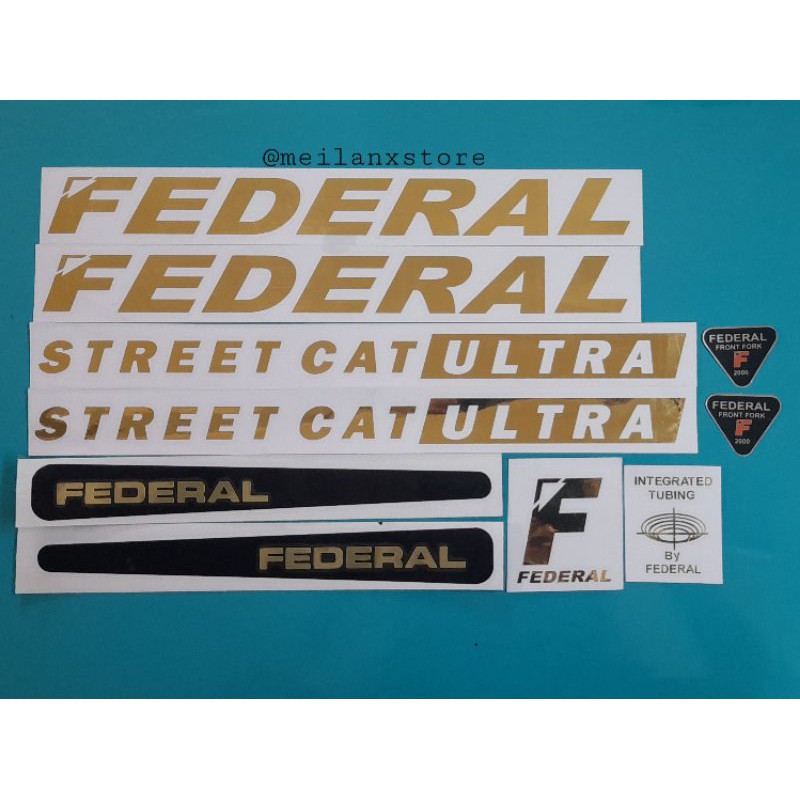 @meilanxstore
FEDERAL
FEDERAL
STREET CAT ULTRA
STREET CAT ULTRA
FEDERAL
FRONT FORK
F
2000
FEDERAL
FRONT FORK
F
2000
FEDERAL
FEDERAL
F
FEDERAL
INTEGRATED
TUBING
By
FEDERAL